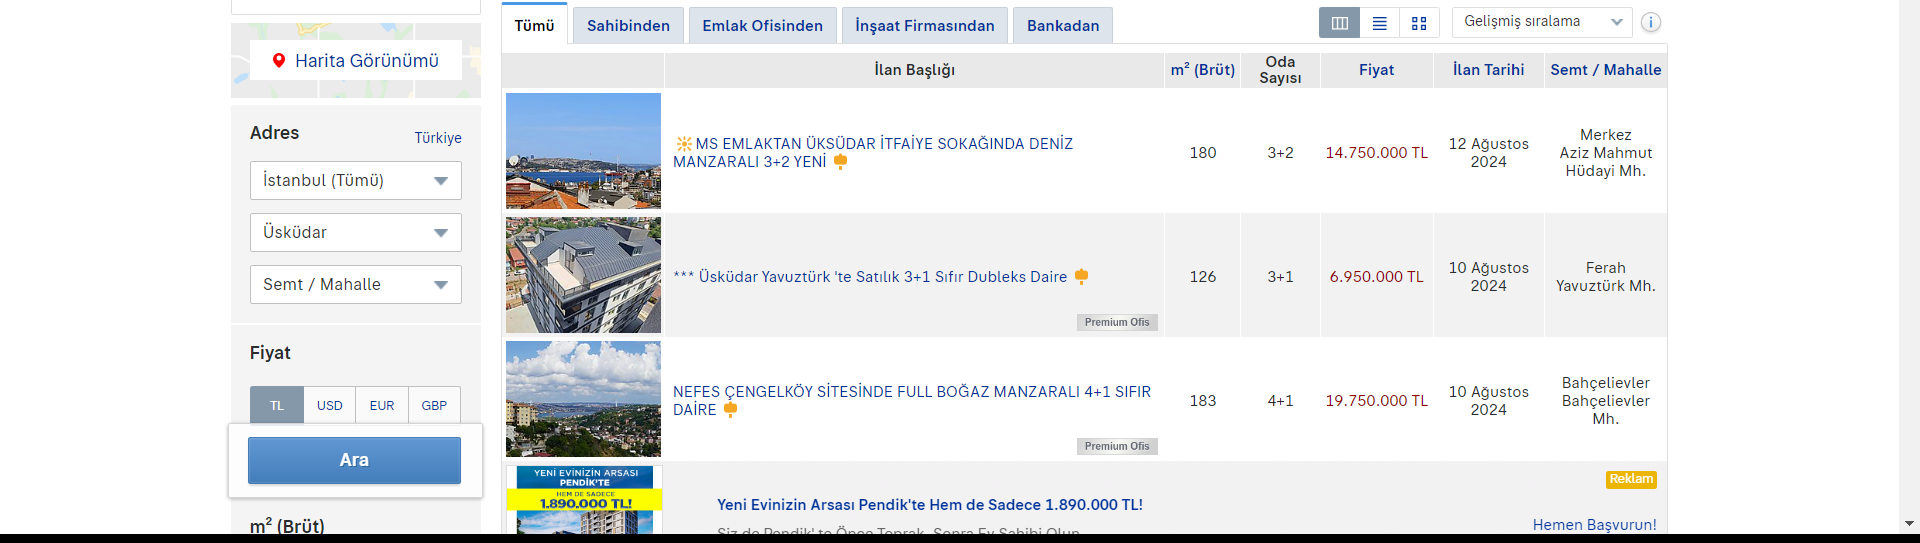 Harita Görünümü
Adres
Türkiye
İstanbul (Tümü)
Üsküdar
Semt / Mahalle
Fiyat
TL USD EUR GBP
Ara
m² (Brüt)
Tümü Sahibinden Emlak Ofisinden İnşaat Firmasından Bankadan
Gelişmiş sıralama
İlan Başlığı m² (Brüt) Oda Sayısı Fiyat İlan Tarihi Semt / Mahalle
MS EMLAKTAN ÜKSÜDAR İTFAİYE SOKAĞINDA DENİZ
MANZARALI 3+2 YENİ
180
3+2
14.750.000 TL
12 Ağustos
2024
Merkez
Aziz Mahmut
Hüdayi Mh.
*** Üsküdar Yavuztürk 'te Satılık 3+1 Sıfır Dubleks Daire
Premium Ofis
126
3+1
6.950.000 TL
10 Ağustos
2024
Ferah
Yavuztürk Mh.
NEFES ÇENGELKÖY SİTESİNDE FULL BOĞAZ MANZARALI 4+1 SIFIR
DAİRE
Premium Ofis
183
4+1
19.750.000 TL
10 Ağustos
2024
Bahçelievler
Bahçelievler
Mh.
YENİ EVİNİZİN ARSASI
PENDİK'TE
HEM DE SADECE
1.890.000 TL!
Reklam
Yeni Evinizin Arsası Pendik'te Hem de Sadece 1.890.000 TL!
Siz de Pendik' te Önce Toprak, Sonra Ev Sahibi Olun
Hemen Başvurun!